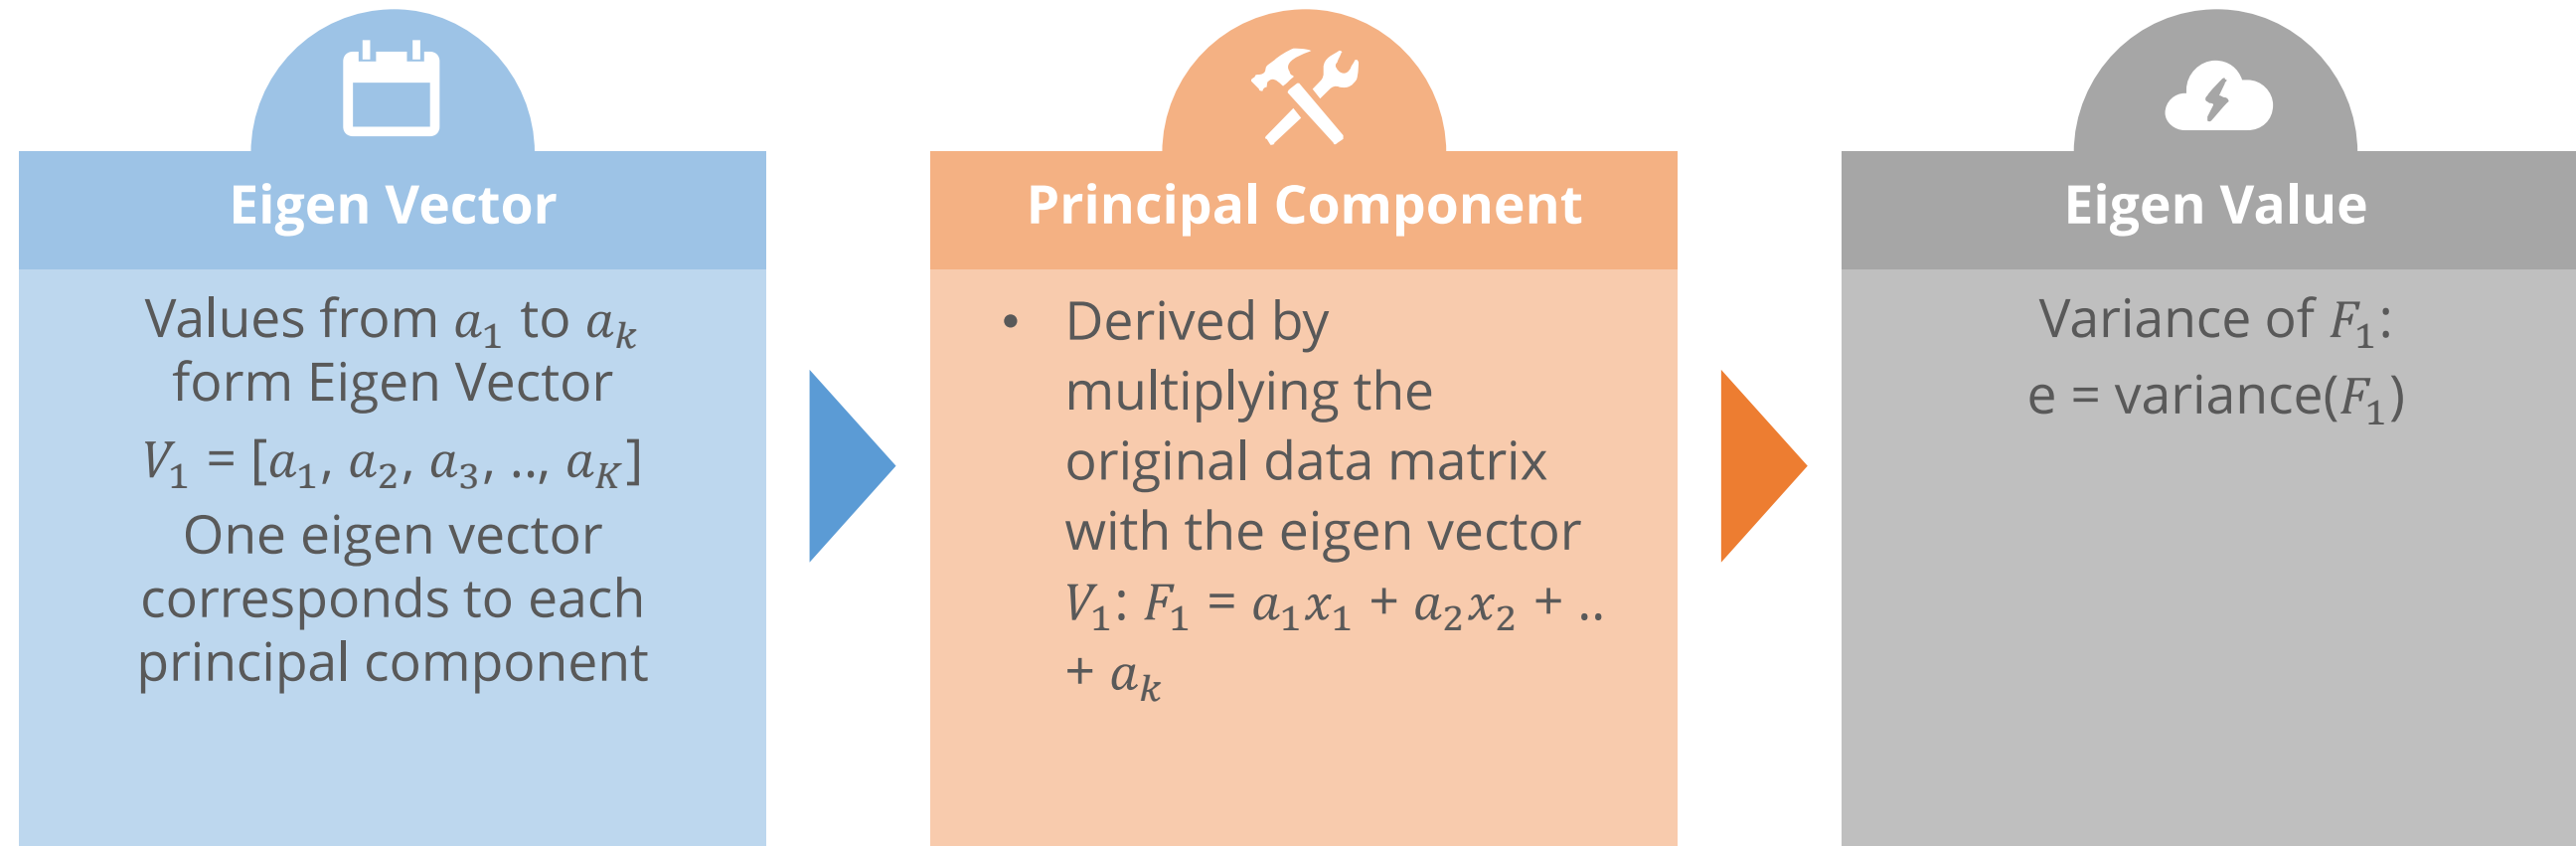 Eigen Vector
Values from a₁ to aₖ
form Eigen Vector
V₁ = [a₁, a₂, a₃, .., a_K]
One eigen vector
corresponds to each
principal component
Principal Component
• Derived by
multiplying the
original data matrix
with the eigen vector
V₁: F₁ = a₁x₁ + a₂x₂ + ..
+ aₖ
Eigen Value
Variance of F₁:
e = variance(F₁)